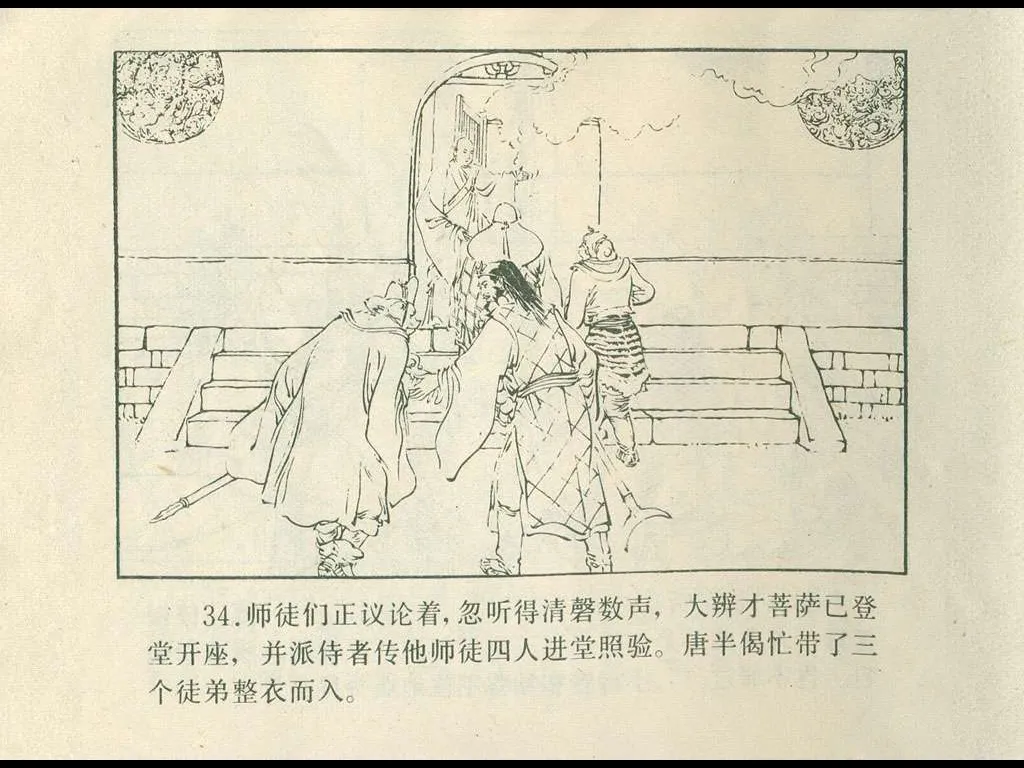 34.师徒们正议论着,忽听得清磬数声,大辨才菩萨已登
堂开座,并派侍者传他师徒四人进堂照验。唐半偈忙带了三
个徒弟整衣而入。